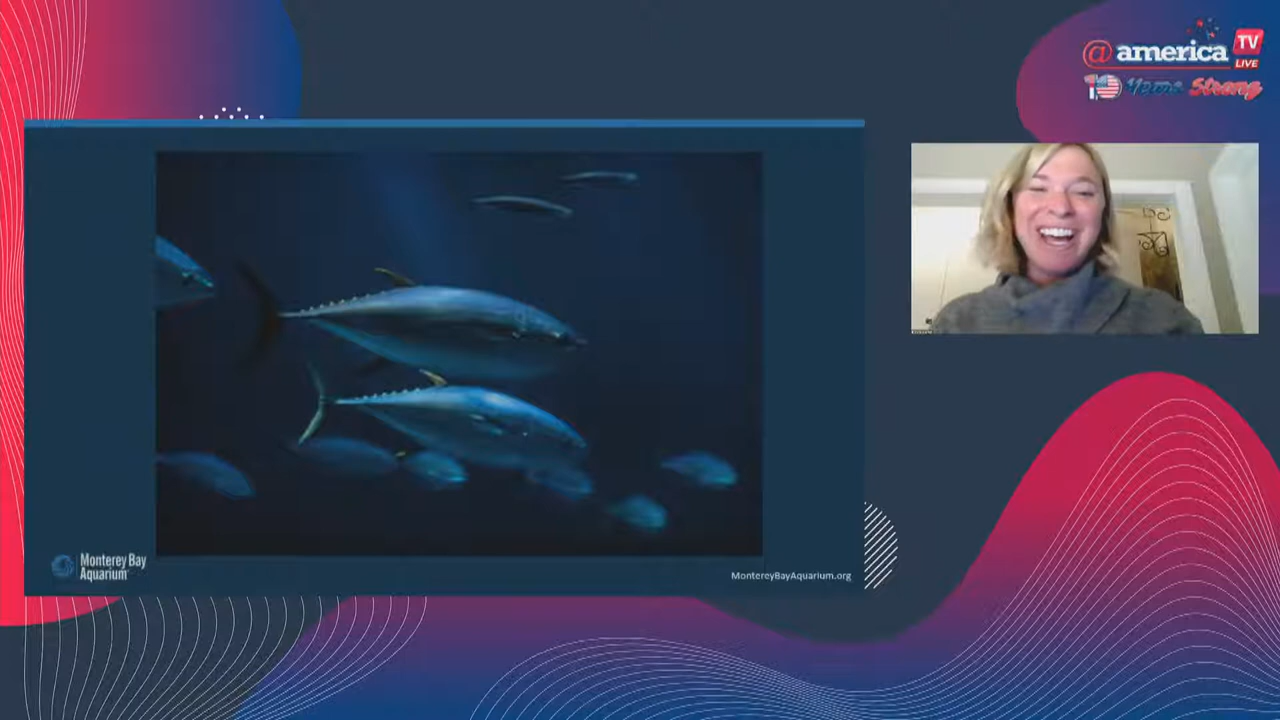 @america TV
LIVE
10 Years Strong
Monterey Bay
Aquarium
MontereyBayAquarium.org